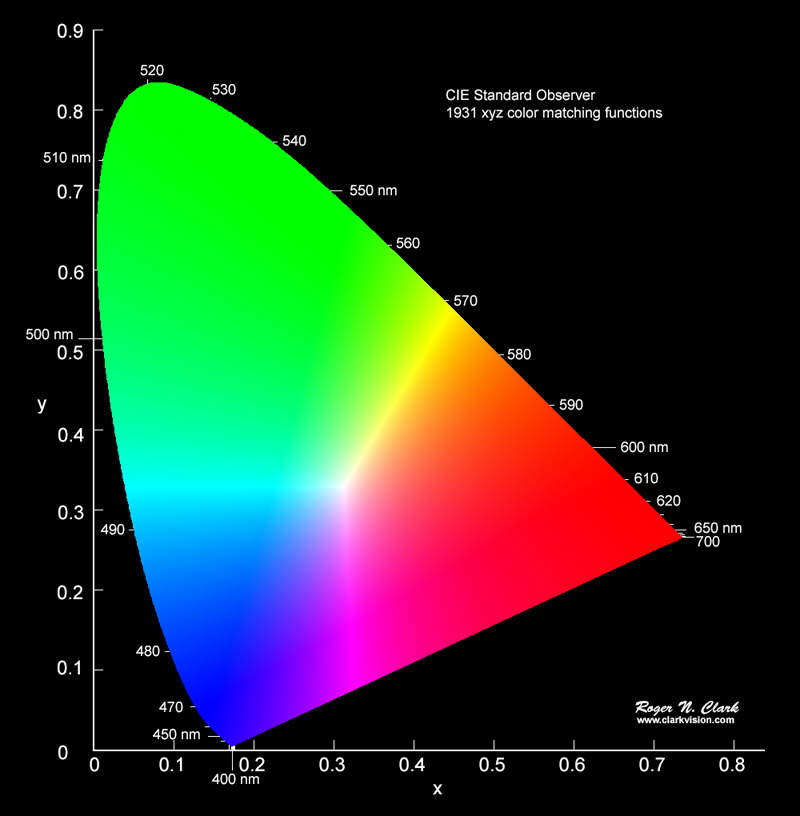 0.9
520
530
CIE Standard Observer
1931 xyz color matching functions
0.8
540
510 nm
0.7
550 nm
560
0.6
570
500 nm
0.5
580
y
590
0.4
600 nm
610
620
0.3
490
650 nm
700
0.2
480
0.1
470
Roger N. Clark
www.clarkvision.com
450 nm
0
0
0.1
0.2
0.3
0.4
0.5
0.6
0.7
0.8
400 nm
x